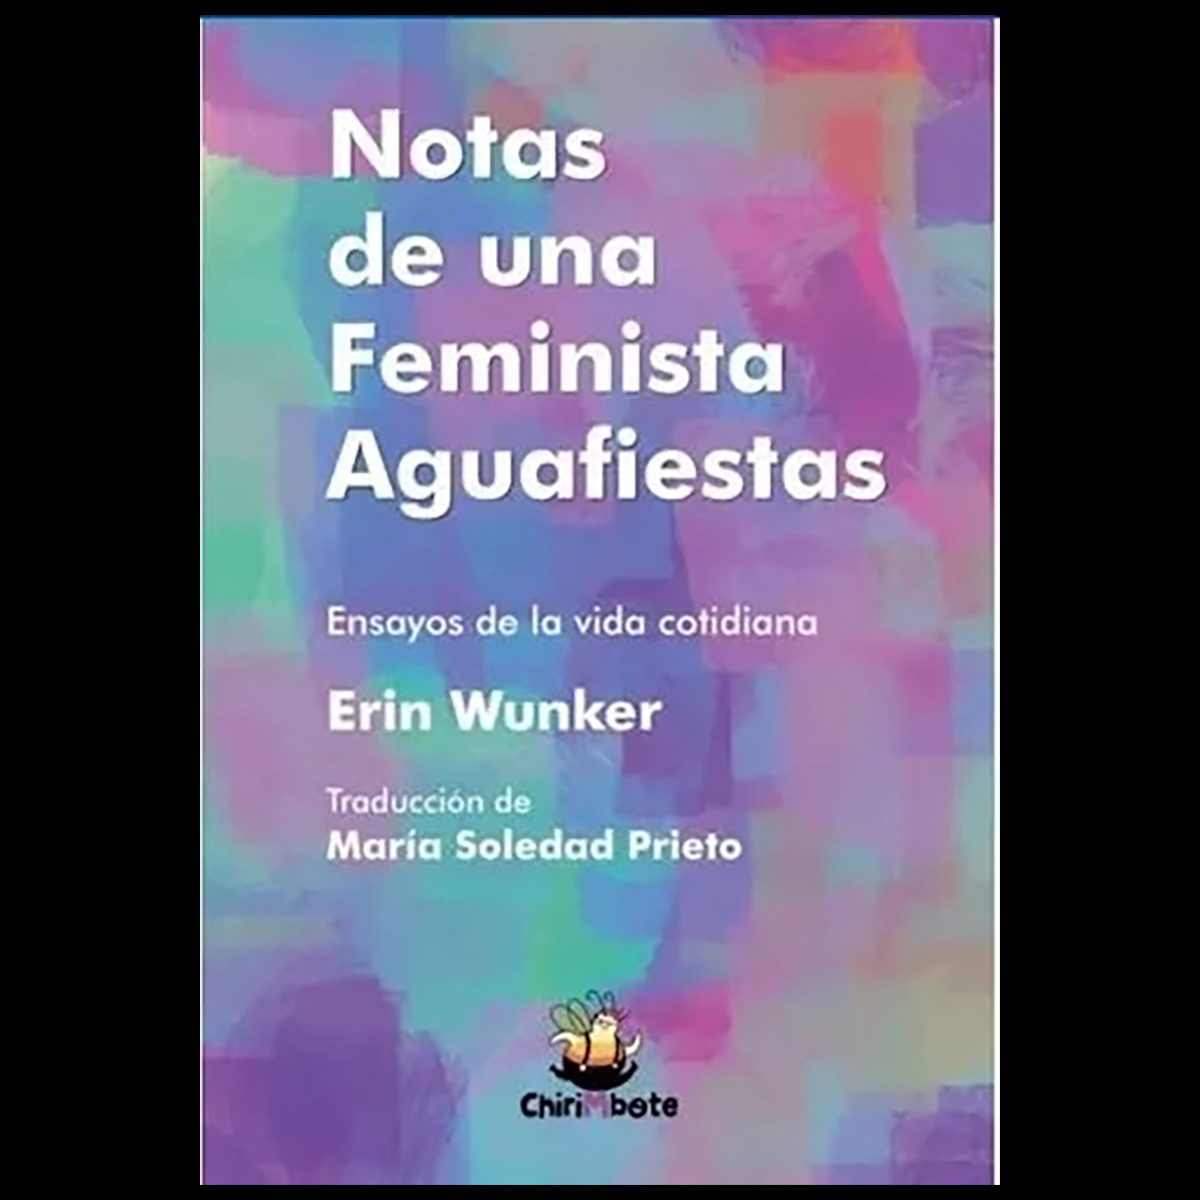 Notas
de una
Feminista
Aguafiestas
Ensayos de la vida cotidiana
Erin Wunker
Traducción de
María Soledad Prieto
ChiriMbote